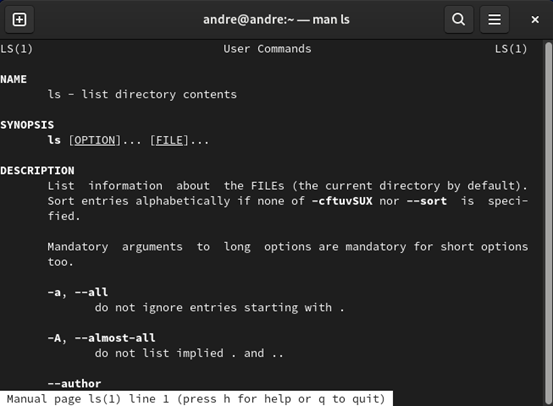 andre@andre:~ — man ls
LS(1) User Commands LS(1)
NAME
ls - list directory contents
SYNOPSIS
ls [OPTION]... [FILE]...
DESCRIPTION
List information about the FILEs (the current directory by default).
Sort entries alphabetically if none of -cftuvSUX nor --sort is speci-
fied.
Mandatory arguments to long options are mandatory for short options
too.
-a, --all
do not ignore entries starting with .
-A, --almost-all
do not list implied . and ..
--author
Manual page ls(1) line 1 (press h for help or q to quit)